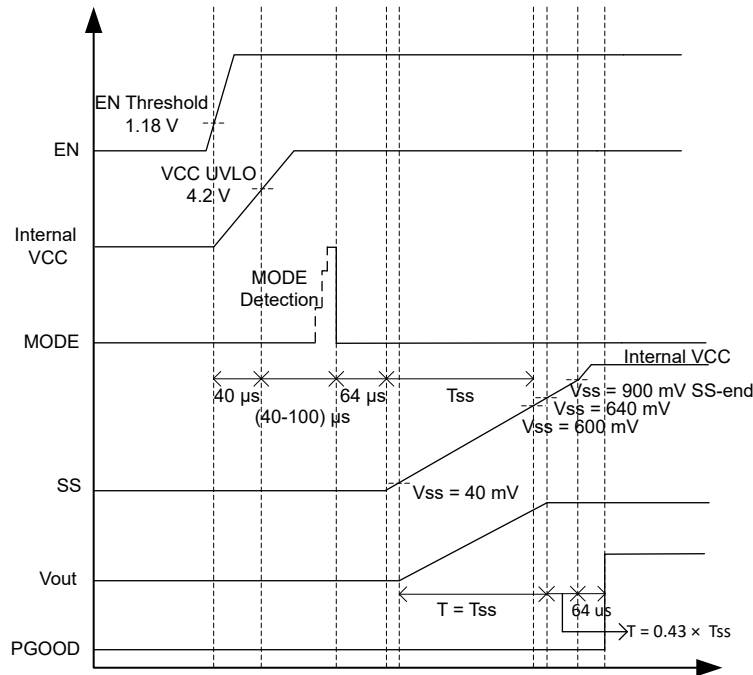 EN Threshold
1.18 V
EN
VCC UVLO
4.2 V
Internal
VCC
MODE
Detection
MODE
Internal VCC
40 µs
(40-100) µs
64 µs
Tss
Vss = 900 mV SS-end
Vss = 640 mV
Vss = 600 mV
SS
Vss = 40 mV
Vout
T = Tss
64 us
T = 0.43 × Tss
PGOOD